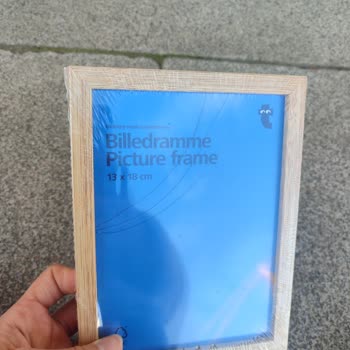 Billedramme
Picture frame
13 x 18 cm